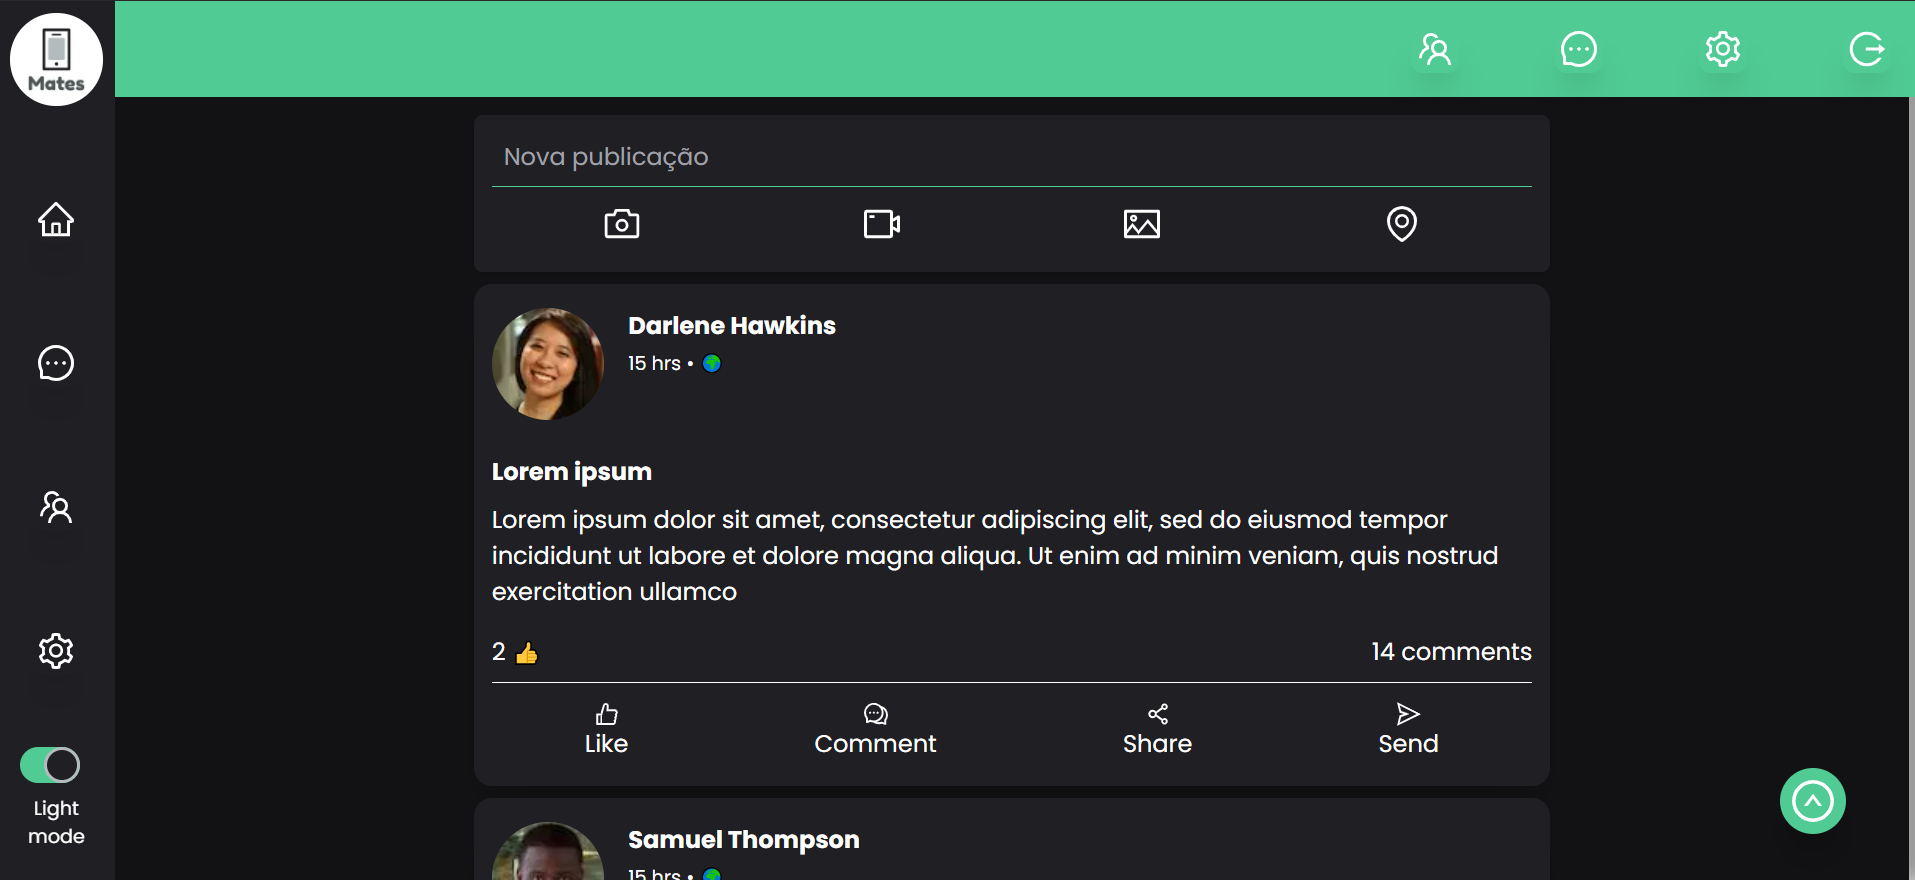 Mates
Nova publicação
Darlene Hawkins
15 hrs •
Lorem ipsum
Lorem ipsum dolor sit amet, consectetur adipiscing elit, sed do eiusmod tempor
incididunt ut labore et dolore magna aliqua. Ut enim ad minim veniam, quis nostrud
exercitation ullamco
2 👍
14 comments
Like
Comment
Share
Send
Light
mode
Samuel Thompson
15 hrs •